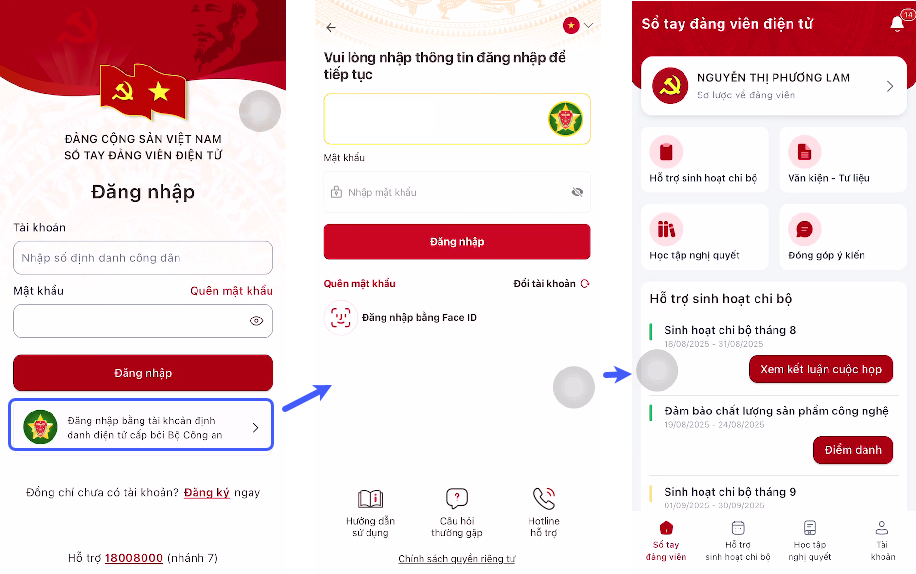 ĐẢNG CỘNG SẢN VIỆT NAM
SỔ TAY ĐẢNG VIÊN ĐIỆN TỬ
Đăng nhập
Tài khoản
Nhập số định danh công dân
Mật khẩu
Quên mật khẩu
Đăng nhập
Đăng nhập bằng tài khoản định
danh điện tử cấp bởi Bộ Công an
Đồng chí chưa có tài khoản? Đăng ký ngay
Hỗ trợ 18008000 (nhánh 7)
Vui lòng nhập thông tin đăng nhập để
tiếp tục
Mật khẩu
Nhập mật khẩu
Đăng nhập
Quên mật khẩu
Đổi tài khoản
Đăng nhập bằng Face ID
Hướng dẫn
sử dụng
Câu hỏi
thường gặp
Hotline
hỗ trợ
Chính sách quyền riêng tư
Sổ tay đảng viên điện tử
14
NGUYỄN THỊ PHƯƠNG LAM
Sơ lược về đảng viên
Hỗ trợ sinh hoạt chi bộ
Văn kiện - Tư liệu
Học tập nghị quyết
Đóng góp ý kiến
Hỗ trợ sinh hoạt chi bộ
Sinh hoạt chi bộ tháng 8
18/08/2025 - 31/08/2025
Xem kết luận cuộc họp
Đảm bảo chất lượng sản phẩm công nghệ
19/08/2025 - 24/08/2025
Điểm danh
Sinh hoạt chi bộ tháng 9
01/09/2025 - 30/09/2025
Sổ tay
đảng viên
Hỗ trợ
sinh hoạt chi bộ
Học tập
nghị quyết
Tài
khoản